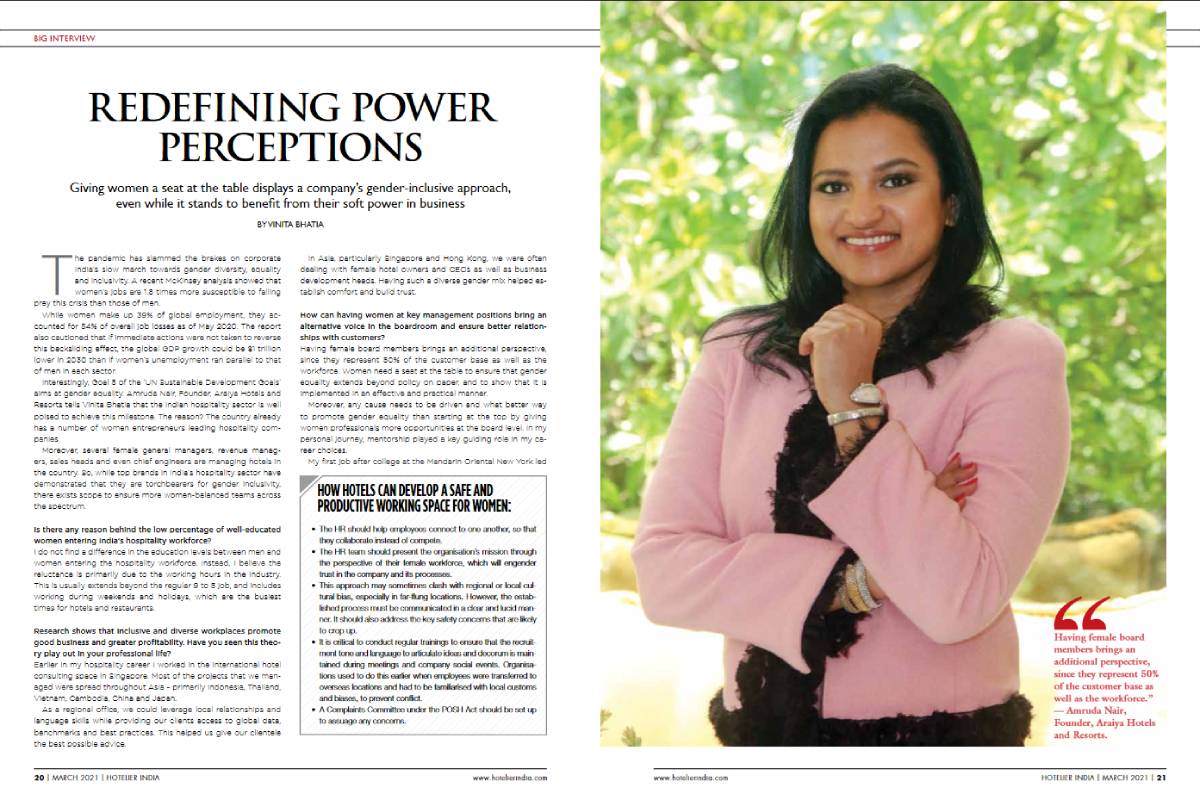 BIG INTERVIEW
REDEFINING POWER
PERCEPTIONS
Giving women a seat at the table displays a company's gender-inclusive approach,
even while it stands to benefit from their soft power in business
BY VINITA BHATIA
The pandemic has slammed the brakes on corporate
India's slow march towards gender diversity, equality
and inclusivity. A recent McKinsey analysis showed that
women's jobs are 1.8 times more susceptible to falling
prey this crisis than those of men.
While women make up 39% of global employment, they ac-
counted for 54% of overall job losses as of May 2020. The report
also cautioned that if immediate actions were not taken to reverse
this backsliding effect, the global GDP growth could be $1 trillion
lower in 2030 than if women's unemployment ran parallel to that
of men in each sector.
Interestingly, Goal 5 of the 'UN Sustainable Development Goals'
aims at gender equality. Amruda Nair, Founder, Araiya Hotels and
Resorts tells Vinita Bhatia that the Indian hospitality sector is well
poised to achieve this milestone. The reason? The country already
has a number of women entrepreneurs leading hospitality com-
panies.
Moreover, several female general managers, revenue manag-
ers, sales heads and even chief engineers are managing hotels in
the country. So, while top brands in India's hospitality sector have
demonstrated that they are torchbearers for gender inclusivity,
there exists scope to ensure more women-balanced teams across
the spectrum.
Is there any reason behind the low percentage of well-educated
women entering India's hospitality workforce?
I do not find a difference in the education levels between men and
women entering the hospitality workforce. Instead, I believe the
reluctance is primarily due to the working hours in the industry.
This is usually extends beyond the regular 9 to 5 job, and includes
working during weekends and holidays, which are the busiest
times for hotels and restaurants.
Research shows that inclusive and diverse workplaces promote
good business and greater profitability. Have you seen this theo-
ry play out in your professional life?
Earlier in my hospitality career I worked in the international hotel
consulting space in Singapore. Most of the projects that we man-
aged were spread throughout Asia – primarily Indonesia, Thailand,
Vietnam, Cambodia, China and Japan.
As a regional office, we could leverage local relationships and
language skills while providing our clients access to global data,
benchmarks and best practices. This helped us give our clientele
the best possible advice.
In Asia, particularly Singapore and Hong Kong, we were often
dealing with female hotel owners and CEOs as well as business
development heads. Having such a diverse gender mix helped es-
tablish comfort and build trust.
How can having women at key management positions bring an
alternative voice in the boardroom and ensure better relation-
ships with customers?
Having female board members brings an additional perspective,
since they represent 50% of the customer base as well as the
workforce. Women need a seat at the table to ensure that gender
equality extends beyond policy on paper, and to show that it is
implemented in an effective and practical manner.
Moreover, any cause needs to be driven and what better way
to promote gender equality than starting at the top by giving
women professionals more opportunities at the board level. In my
personal journey, mentorship played a key guiding role in my ca-
reer choices.
My first job after college at the Mandarin Oriental New York led
HOW HOTELS CAN DEVELOP A SAFE AND
PRODUCTIVE WORKING SPACE FOR WOMEN:
• The HR should help employees connect to one another, so that
they collaborate instead of compete.
• The HR team should present the organisation's mission through
the perspective of their female workforce, which will engender
trust in the company and its processes.
• This approach may sometimes clash with regional or local cul-
tural bias, especially in far-flung locations. However, the estab-
lished process must be communicated in a clear and lucid man-
ner. It should also address the key safety concerns that are likely
to crop up.
• It is critical to conduct regular trainings to ensure that the recruit-
ment tone and language to articulate ideas and decorum is main-
tained during meetings and company social events. Organisa-
tions used to do this earlier when employees were transferred to
overseas locations and had to be familiarised with local customs
and biases, to prevent conflict.
• A Complaints Committee under the POSH Act should be set up
to assuage any concerns.
20 | MARCH 2021 | HOTELIER INDIA
www.hotelierindia.com
“
Having female board
members brings an
additional perspective,
since they represent 50%
of the customer base as
well as the workforce.”
— Amruda Nair,
Founder, Araiya Hotels
and Resorts.
www.hotelierindia.com
HOTELIER INDIA | MARCH 2021 | 21